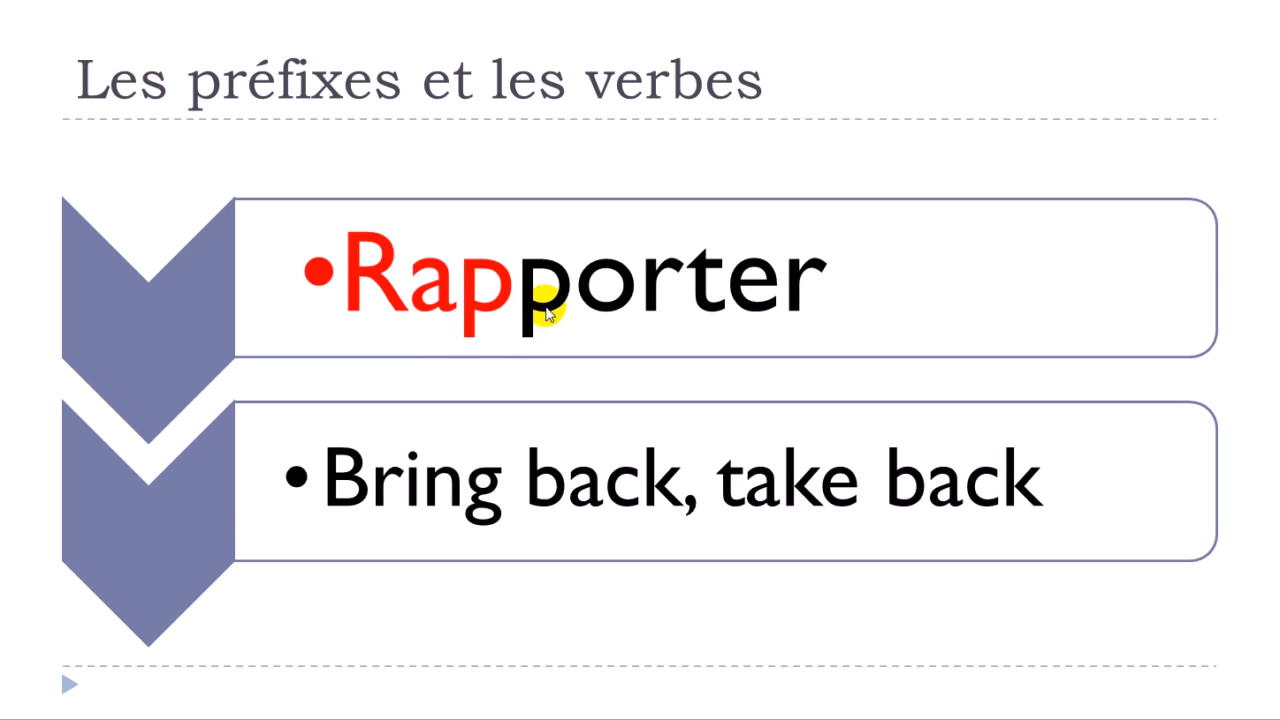 Les préfixes et les verbes
•Rapporter
•Bring back, take back